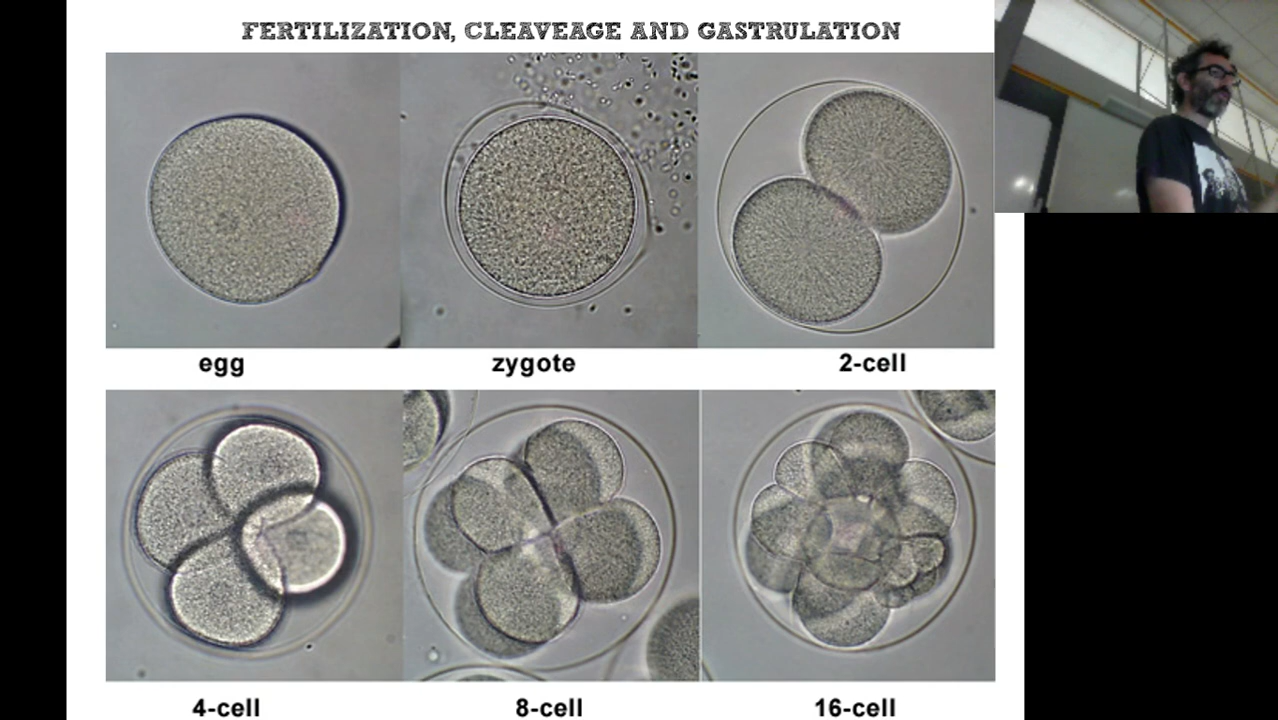 FERTILIZATION, CLEAVEAGE AND GASTRULATION
egg
zygote
2-cell
4-cell
8-cell
16-cell